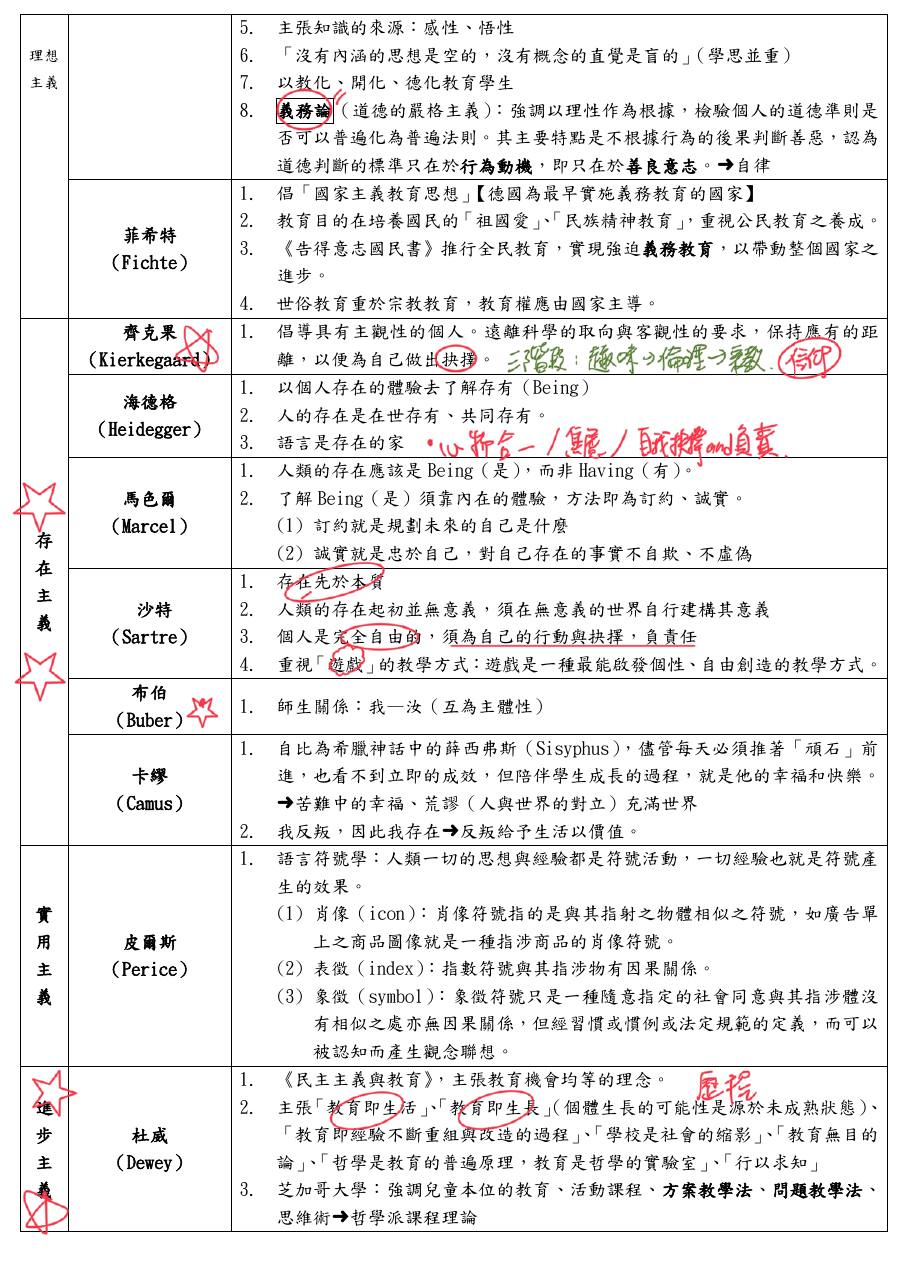 理想
主義
5. 主張知識的來源：感性、悟性
6. 「沒有內涵的思想是空的，沒有概念的直覺是盲的」（學思並重）
7. 以教化、開化、德化教育學生
8. 義務論（道德的嚴格主義）：強調以理性作為根據，檢驗個人的道德準則是
否可以普遍化為普遍法則。其主要特點是不根據行為的後果判斷善惡，認為
道德判斷的標準只在於行為動機，即只在於善良意志。➜自律
菲希特
（Fichte）
1. 倡「國家主義教育思想」【德國為最早實施義務教育的國家】
2. 教育目的在培養國民的「祖國愛」、「民族精神教育」，重視公民教育之養成。
3. 《告得意志國民書》推行全民教育，實現強迫義務教育，以帶動整個國家之
進步。
4. 世俗教育重於宗教教育，教育權應由國家主導。
存
在
主
義
齊克果
（Kierkegaard）
1. 倡導具有主觀性的個人。遠離科學的取向與客觀性的要求，保持應有的距
離，以便為自己做出抉擇。 三階段：趣味→倫理→宗教. 信仰
海德格
（Heidegger）
1. 以個人存在的體驗去了解存有（Being）
2. 人的存在是在世存有、共同存有。
3. 語言是存在的家 •心物合一/焦慮/自我抉擇and負責.
馬色爾
（Marcel）
1. 人類的存在應該是 Being（是），而非 Having（有）。
2. 了解 Being（是）須靠內在的體驗，方法即為訂約、誠實。
(1) 訂約就是規劃未來的自己是什麼
(2) 誠實就是忠於自己，對自己存在的事實不自欺、不虛偽
沙特
（Sartre）
1. 存在先於本質
2. 人類的存在起初並無意義，須在無意義的世界自行建構其意義
3. 個人是完全自由的，須為自己的行動與抉擇，負責任
4. 重視「遊戲」的教學方式：遊戲是一種最能啟發個性、自由創造的教學方式。
布伯
（Buber）
1. 師生關係：我—汝（互為主體性）
卡繆
（Camus）
1. 自比為希臘神話中的薛西弗斯（Sisyphus），儘管每天必須推著「頑石」前
進，也看不到立即的成效，但陪伴學生成長的過程，就是他的幸福和快樂。
➜苦難中的幸福、荒謬（人與世界的對立）充滿世界
2. 我反叛，因此我存在➜反叛給予生活以價值。
實
用
主
義
皮爾斯
（Perice）
1. 語言符號學：人類一切的思想與經驗都是符號活動，一切經驗也就是符號產
生的效果。
(1) 肖像（icon）：肖像符號指的是與其指射之物體相似之符號，如廣告單
上之商品圖像就是一種指涉商品的肖像符號。
(2) 表徵（index）：指數符號與其指涉物有因果關係。
(3) 象徵（symbol）：象徵符號只是一種隨意指定的社會同意與其指涉體沒
有相似之處亦無因果關係，但經習慣或慣例或法定規範的定義，而可以
被認知而產生觀念聯想。
進
步
主
義
杜威
（Dewey）
1. 《民主主義與教育》，主張教育機會均等的理念。 歷程
2. 主張「教育即生活」、「教育即生長」（個體生長的可能性是源於未成熟狀態）、
「教育即經驗不斷重組與改造的過程」、「學校是社會的縮影」、「教育無目的
論」、「哲學是教育的普遍原理，教育是哲學的實驗室」、「行以求知」
3. 芝加哥大學：強調兒童本位的教育、活動課程、方案教學法、問題教學法、
思維術➜哲學派課程理論